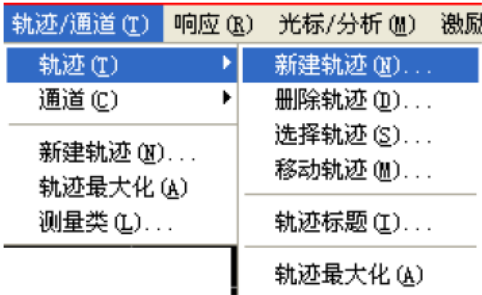 轨迹/通道(T) 响应(R) 光标/分析(M) 激励
轨迹(T)
通道(C)
新建轨迹(N)...
轨迹最大化(A)
测量类(L)...
新建轨迹(N)...
删除轨迹(D)...
选择轨迹(S)...
移动轨迹(M)...
轨迹标题(I)...
轨迹最大化(A)